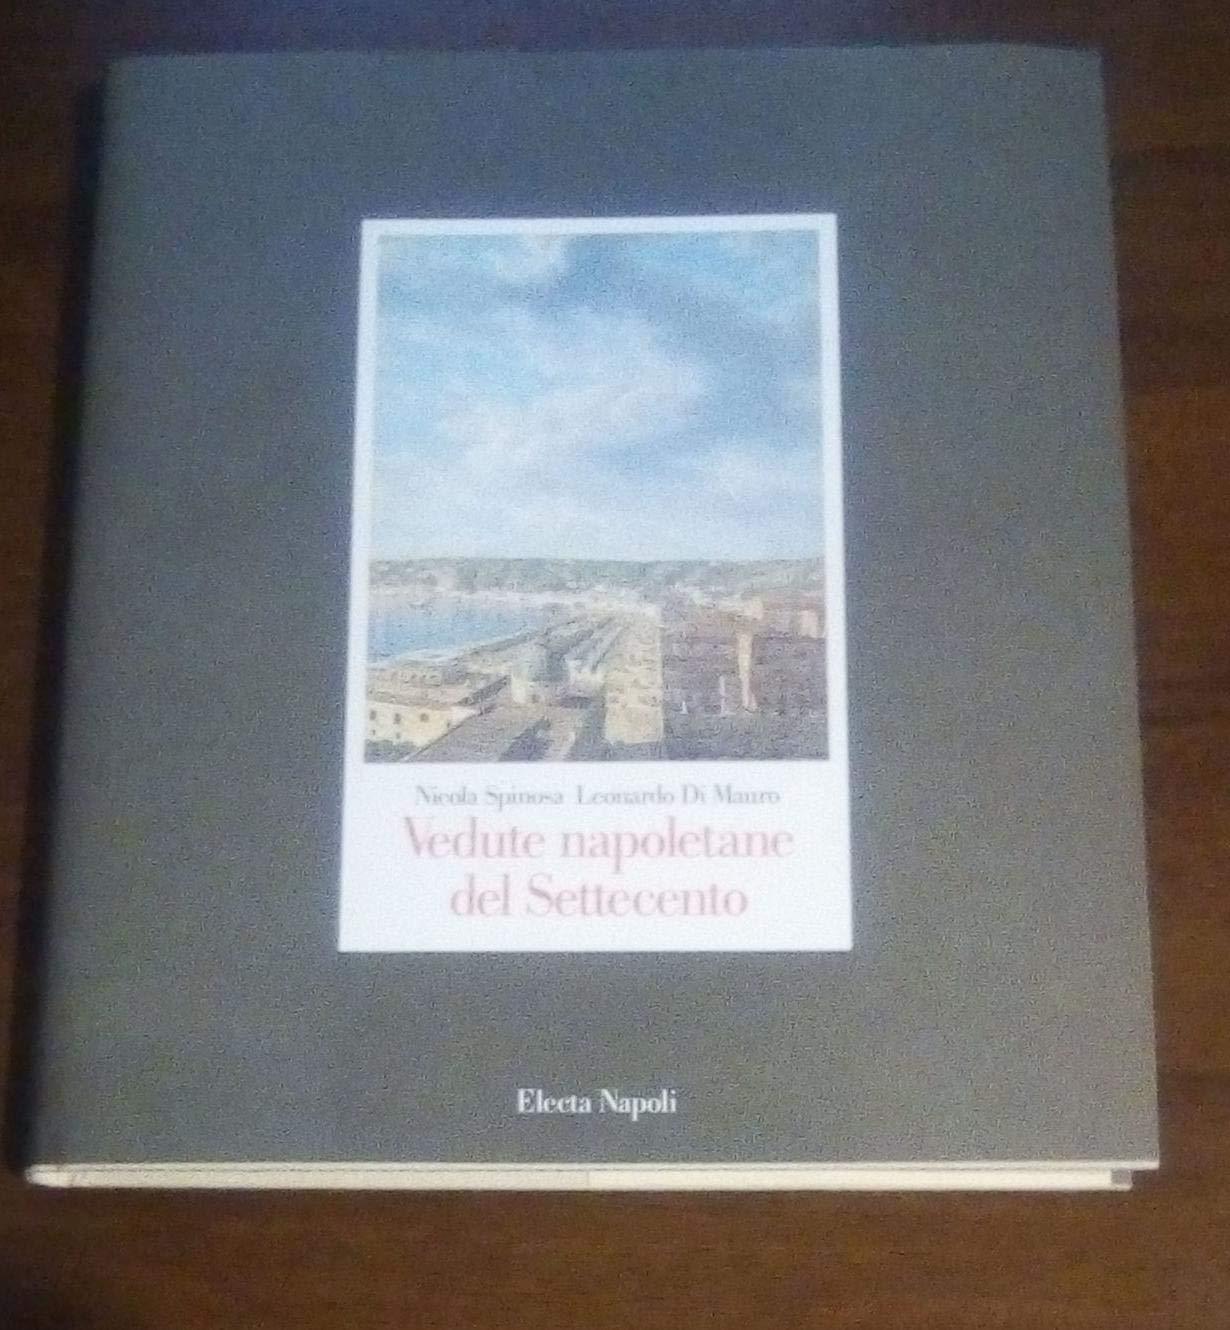 Nicola Spinosa Leonardo Di Mauro
Vedute napoletane
del Settecento
Electa Napoli